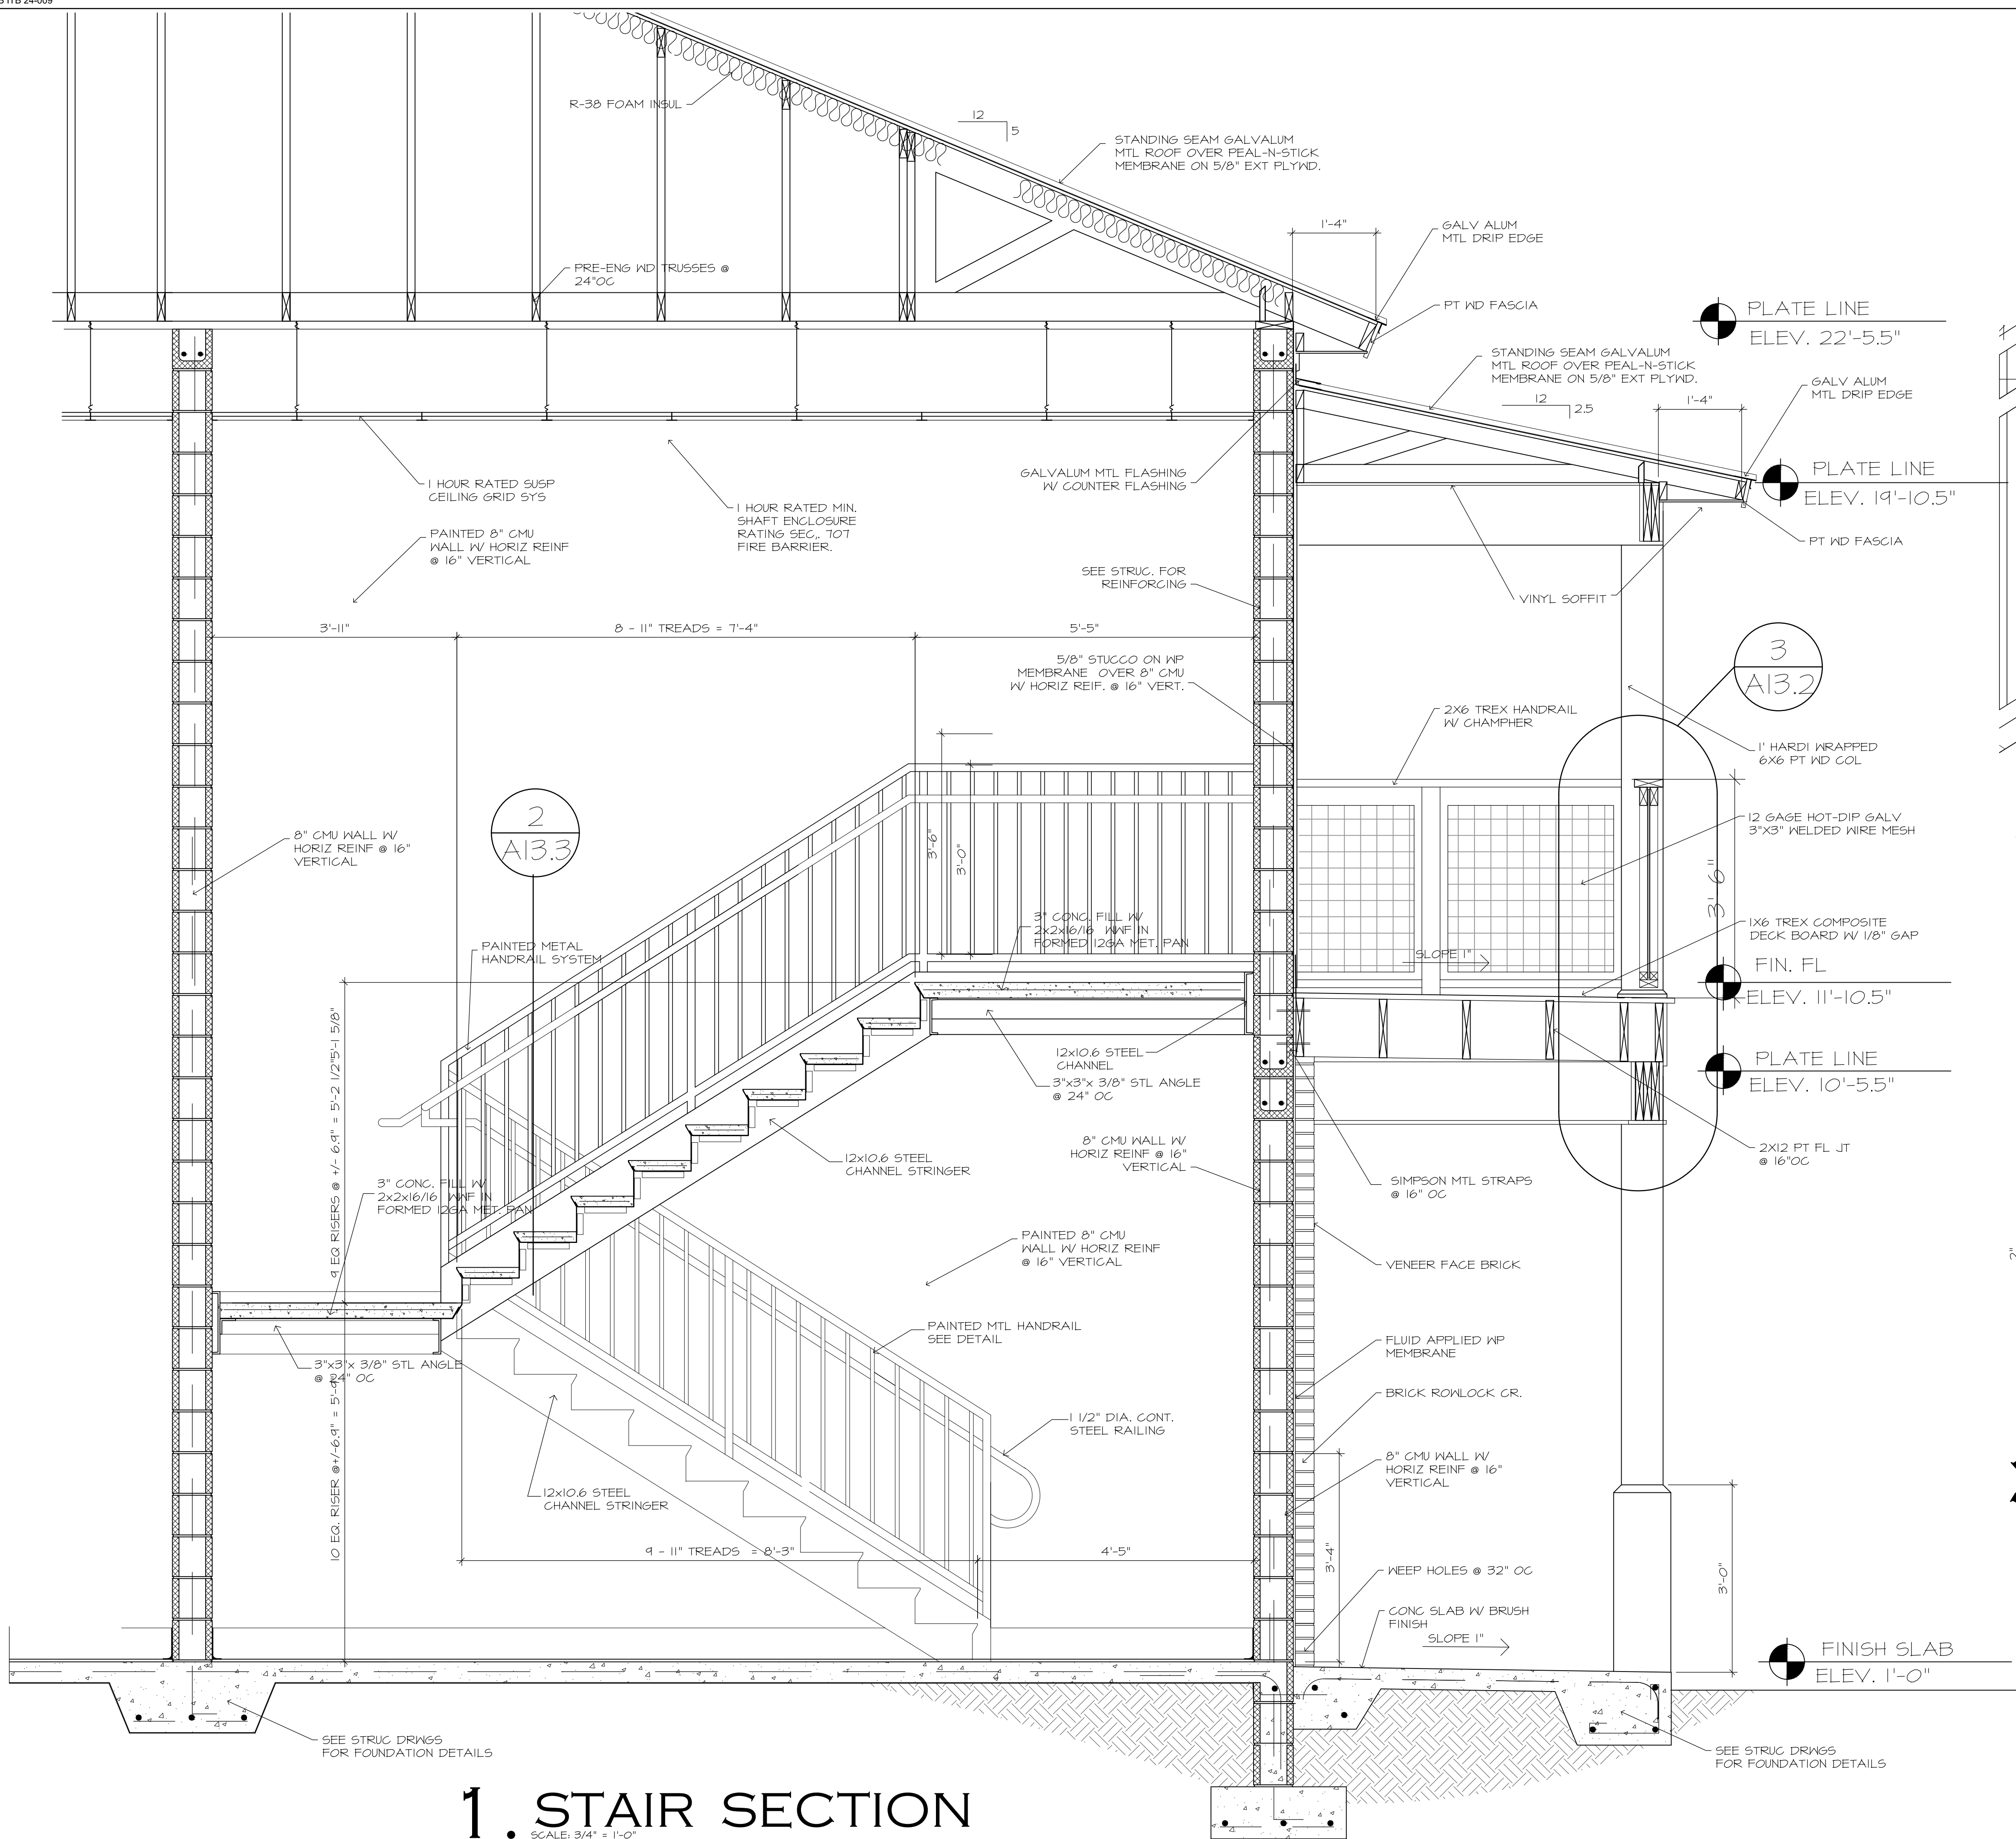 R-38 FOAM INSUL
12
5
STANDING SEAM GALVALUM
MTL ROOF OVER PEAL-N-STICK
MEMBRANE ON 5/8" EXT PLYWD.
1'-4"
GALV ALUM
MTL DRIP EDGE
PRE-ENG WD TRUSSES @
24"OC
PT WD FASCIA
PLATE LINE
ELEV. 22'-5.5"
STANDING SEAM GALVALUM
MTL ROOF OVER PEAL-N-STICK
MEMBRANE ON 5/8" EXT PLYWD.
12
2.5
1'-4"
GALV ALUM
MTL DRIP EDGE
1 HOUR RATED SUSP
CEILING GRID SYS
GALVALUM MTL FLASHING
W/ COUNTER FLASHING
PLATE LINE
ELEV. 19'-10.5"
1 HOUR RATED MIN.
SHAFT ENCLOSURE
RATING SEC,. 707
FIRE BARRIER.
PAINTED 8" CMU
WALL W/ HORIZ REINF
@ 16" VERTICAL
PT WD FASCIA
SEE STRUC. FOR
REINFORCING
VINYL SOFFIT
3'-11"
8 - 11" TREADS = 7'-4"
5'-5"
3
A13.2
5/8" STUCCO ON WP
MEMBRANE OVER 8" CMU
W/ HORIZ REIF. @ 16" VERT.
2X6 TREX HANDRAIL
W/ CHAMPHER
1' HARDI WRAPPED
6X6 PT WD COL
2
A13.3
8" CMU WALL W/
HORIZ REINF @ 16"
VERTICAL
3'-6"
3'-0"
12 GAGE HOT-DIP GALV
3"X3" WELDED WIRE MESH
3'-6"
3" CONC. FILL W/
2x2x16/16 WWF IN
FORMED 12GA MET. PAN
1X6 TREX COMPOSITE
DECK BOARD W/ 1/8" GAP
PAINTED METAL
HANDRAIL SYSTEM
SLOPE 1"
FIN. FL
ELEV. 11'-10.5"
9 EQ RISERS @ +/- 6.9" = 5'-2 1/2"5'-1 5/8"
12x10.6 STEEL
CHANNEL
3"x3"x 3/8" STL ANGLE
@ 24" OC
PLATE LINE
ELEV. 10'-5.5"
12x10.6 STEEL
CHANNEL STRINGER
8" CMU WALL W/
HORIZ REINF @ 16"
VERTICAL
2X12 PT FL JT
@ 16"OC
SIMPSON MTL STRAPS
@ 16" OC
3" CONC. FILL W/
2x2x16/16 WWF IN
FORMED 12GA MET. PAN
PAINTED 8" CMU
WALL W/ HORIZ REINF
@ 16" VERTICAL
VENEER FACE BRICK
PAINTED MTL HANDRAIL
SEE DETAIL
FLUID APPLIED WP
MEMBRANE
3"x3"x 3/8" STL ANGLE
@ 24" OC
BRICK ROWLOCK CR.
10 EQ. RISER @+/-6.9" = 5'-9"
1 1/2" DIA. CONT.
STEEL RAILING
8" CMU WALL W/
HORIZ REINF @ 16"
VERTICAL
12x10.6 STEEL
CHANNEL STRINGER
9 - 11" TREADS = 8'-3"
4'-5"
3'-4"
WEEP HOLES @ 32" OC
3'-0"
CONC SLAB W/ BRUSH
FINISH
SLOPE 1"
FINISH SLAB
ELEV. 1'-0"
SEE STRUC DRWGS
FOR FOUNDATION DETAILS
SEE STRUC DRWGS
FOR FOUNDATION DETAILS
1. STAIR SECTION
SCALE: 3/4" = 1'-0"